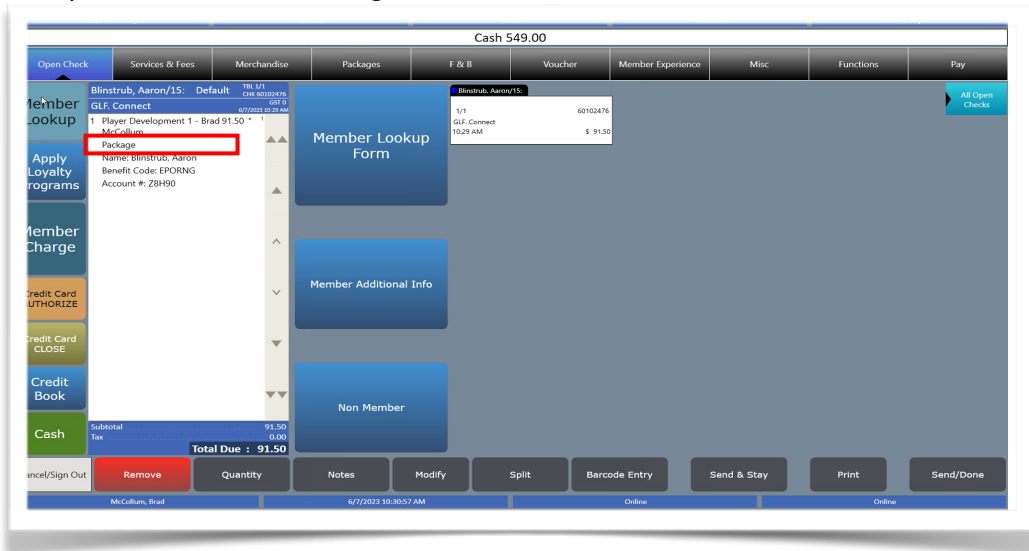 Cash 549.00
Open Check
Services & Fees
Merchandise
Packages
F & B
Voucher
Member Experience
Misc
Functions
Pay
Member
Lookup
Apply
Loyalty
Programs
Member
Charge
Credit Card
AUTHORIZE
Credit Card
CLOSE
Credit
Book
Cash
Blinstrub, Aaron/15: Default
TBL 1/1
CHK 60102476
GLF. Connect
GST 0
6/7/2023 10:29 AM
1 Player Development 1 - Brad 91.50 * 1
McCollum
Package
Name: Blinstrub, Aaron
Benefit Code: EPORNG
Account #: Z8H90
Subtotal 91.50
Tax 0.00
Total Due : 91.50
Member Lookup
Form
Member Additional Info
Non Member
Blinstrub, Aaron/15:
1/1 60102476
GLF. Connect
10:29 AM $ 91.50
All Open
Checks
Cancel/Sign Out
Remove
Quantity
Notes
Modify
Split
Barcode Entry
Send & Stay
Print
Send/Done
McCollum, Brad
6/7/2023 10:30:57 AM
Online
Online